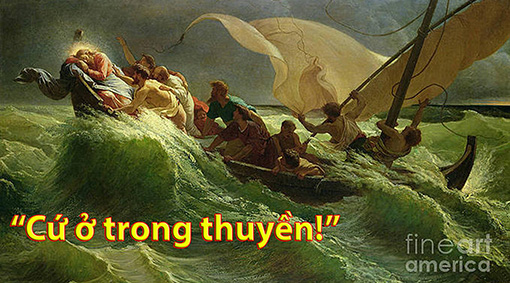 “Cứ ở trong thuyền!”
fineart
america